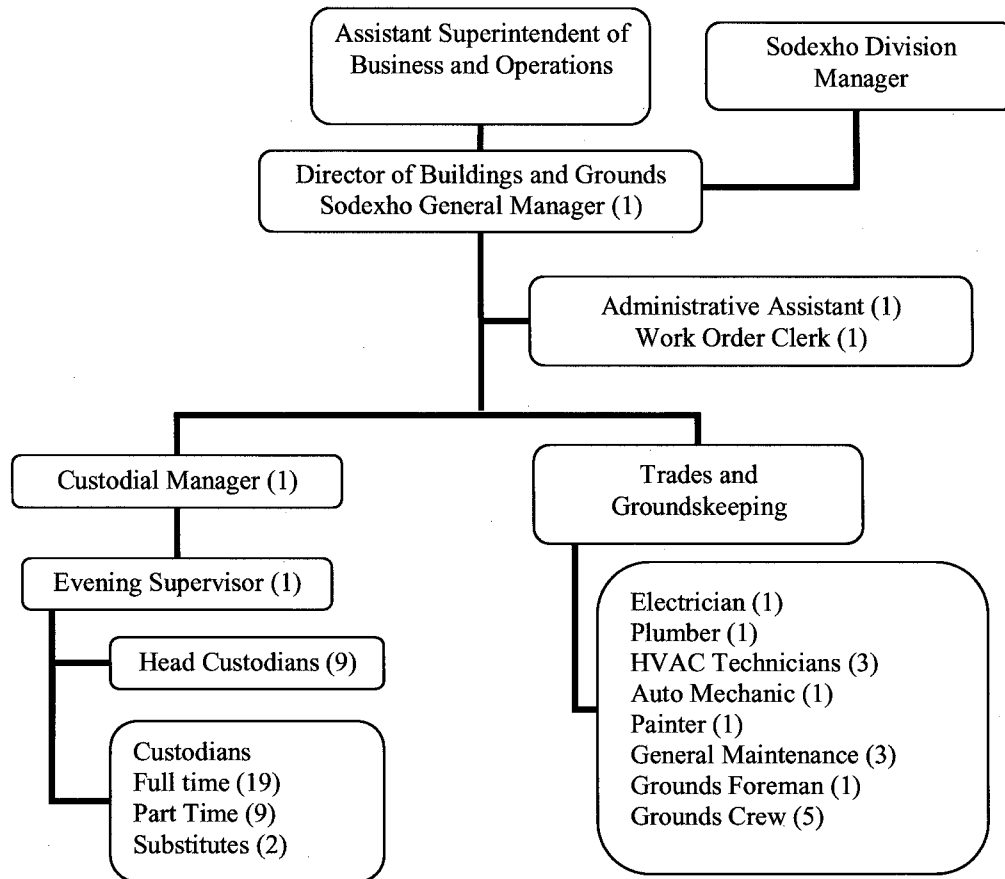 Assistant Superintendent of
Business and Operations
Sodexho Division
Manager
Director of Buildings and Grounds
Sodexho General Manager (1)
Administrative Assistant (1)
Work Order Clerk (1)
Custodial Manager (1)
Trades and
Groundskeeping
Evening Supervisor (1)
Head Custodians (9)
Custodians
Full time (19)
Part Time (9)
Substitutes (2)
Electrician (1)
Plumber (1)
HVAC Technicians (3)
Auto Mechanic (1)
Painter (1)
General Maintenance (3)
Grounds Foreman (1)
Grounds Crew (5)